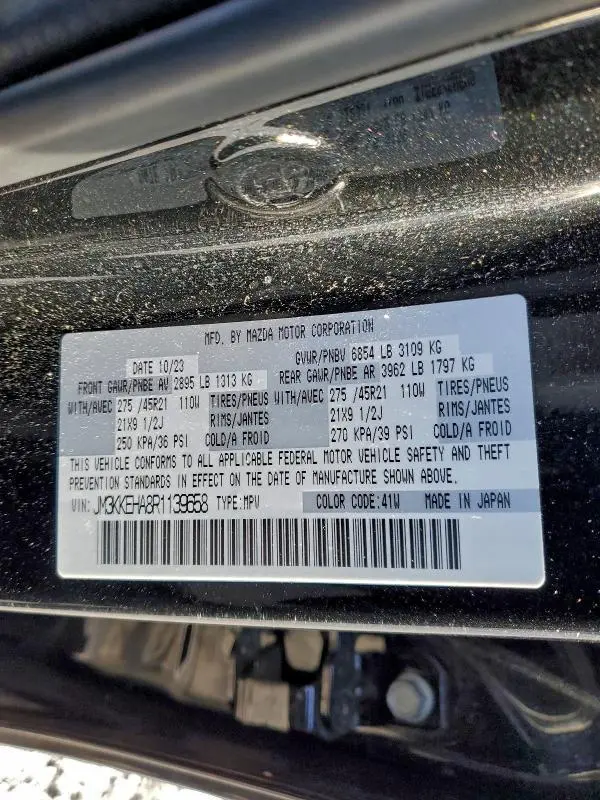 MFD. BY MAZDA MOTOR CORPORATION
DATE 10/23 GVWR/PNBV 6854 LB 3109 KG
FRONT GAWR/PNBE AV 2895 LB 1313 KG REAR GAWR/PNBE AR 3962 LB 1797 KG
WITH/AVEC 275 /45R21 110W TIRES/PNEUS WITH/AVEC 275 /45R21 110W TIRES/PNEUS
21X9 1/2J RIMS/JANTES 21X9 1/2J RIMS/JANTES
250 KPA/36 PSI COLD/A FROID 270 KPA/39 PSI COLD/A FROID
THIS VEHICLE CONFORMS TO ALL APPLICABLE FEDERAL MOTOR VEHICLE SAFETY AND THEFT
PREVENTION STANDARDS IN EFFECT ON THE DATE OF MANUFACTURE SHOWN ABOVE.
VIN: JM3KKEHA8R1139658 TYPE:MPV COLOR CODE:41W MADE IN JAPAN